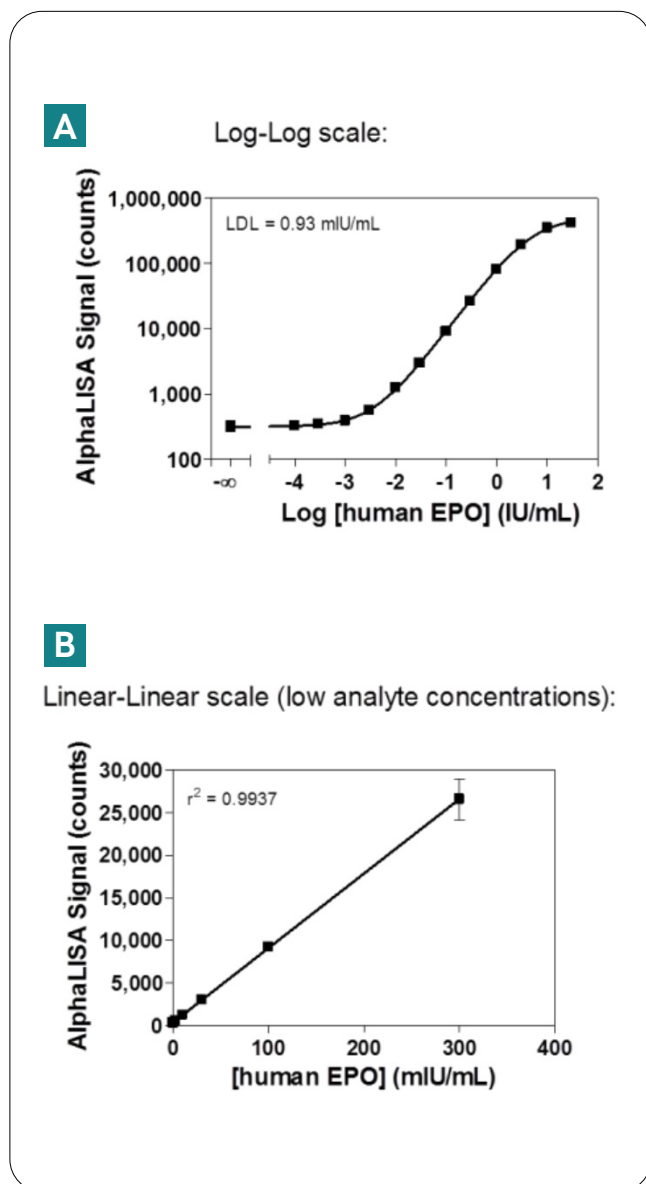 A
Log-Log scale:
AlphaLISA Signal (counts)
1,000,000
100,000
10,000
1,000
100
LDL = 0.93 mIU/mL
-∞ -4 -3 -2 -1 0 1 2
Log [human EPO] (IU/mL)
B
Linear-Linear scale (low analyte concentrations):
AlphaLISA Signal (counts)
30,000
25,000
20,000
15,000
10,000
5,000
0
r² = 0.9937
0 100 200 300 400
[human EPO] (mIU/mL)